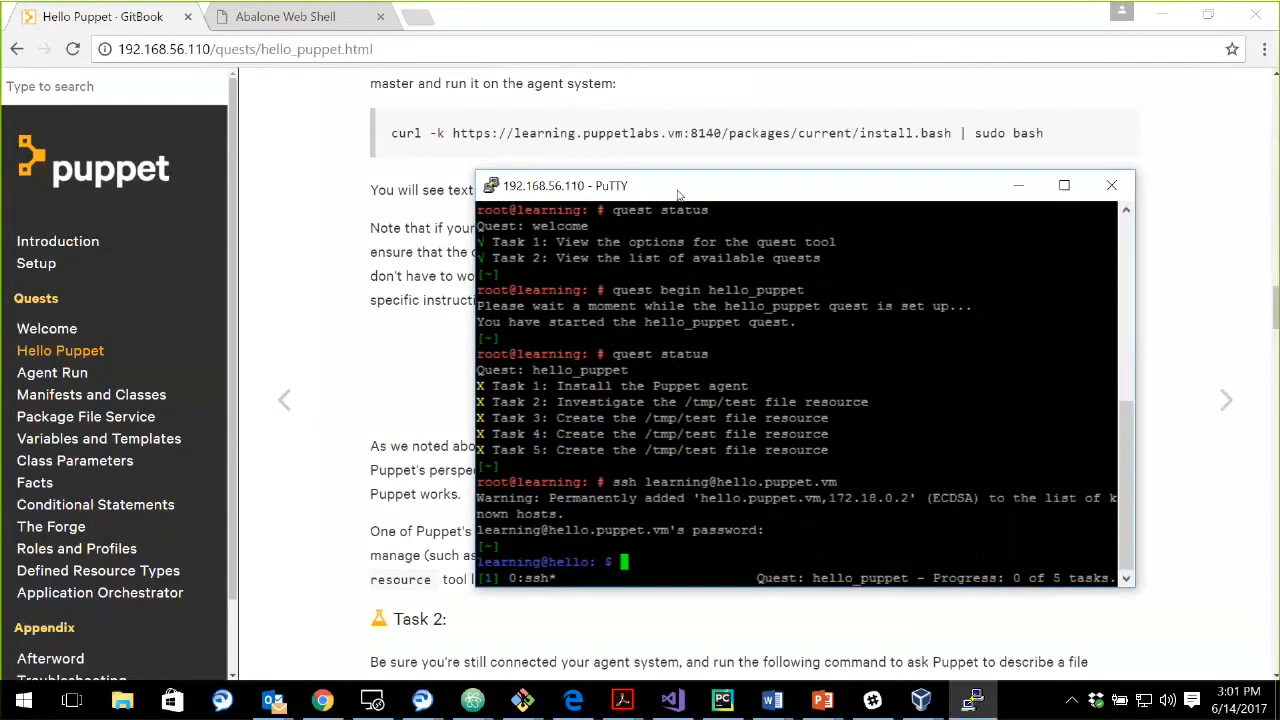 Hello Puppet · GitBook
Abalone Web Shell
192.168.56.110/quests/hello_puppet.html
Type to search
puppet
Introduction
Setup
Quests
Welcome
Hello Puppet
Agent Run
Manifests and Classes
Package File Service
Variables and Templates
Class Parameters
Facts
Conditional Statements
The Forge
Roles and Profiles
Defined Resource Types
Application Orchestrator
Appendix
Afterword
master and run it on the agent system:
curl -k https://learning.puppetlabs.vm:8140/packages/current/install.bash | sudo bash
You will see text
Note that if your
ensure that the
don't have to wo
specific instructi
As we noted abo
Puppet's perspe
Puppet works.
One of Puppet's
manage (such as
resource tool l
Task 2:
Be sure you're still connected your agent system, and run the following command to ask Puppet to describe a file
192.168.56.110 - PuTTY
root@learning: # quest status
Quest: welcome
√ Task 1: View the options for the quest tool
√ Task 2: View the list of available quests
[~]
root@learning: # quest begin hello_puppet
Please wait a moment while the hello_puppet quest is set up...
You have started the hello_puppet quest.
[~]
root@learning: # quest status
Quest: hello_puppet
X Task 1: Install the Puppet agent
X Task 2: Investigate the /tmp/test file resource
X Task 3: Create the /tmp/test file resource
X Task 4: Create the /tmp/test file resource
X Task 5: Create the /tmp/test file resource
[~]
root@learning: # ssh learning@hello.puppet.vm
Warning: Permanently added 'hello.puppet.vm,172.18.0.2' (ECDSA) to the list of k
nown hosts.
learning@hello.puppet.vm's password:
[~]
learning@hello: $
[1] 0:ssh* Quest: hello_puppet - Progress: 0 of 5 tasks.
3:01 PM
6/14/2017